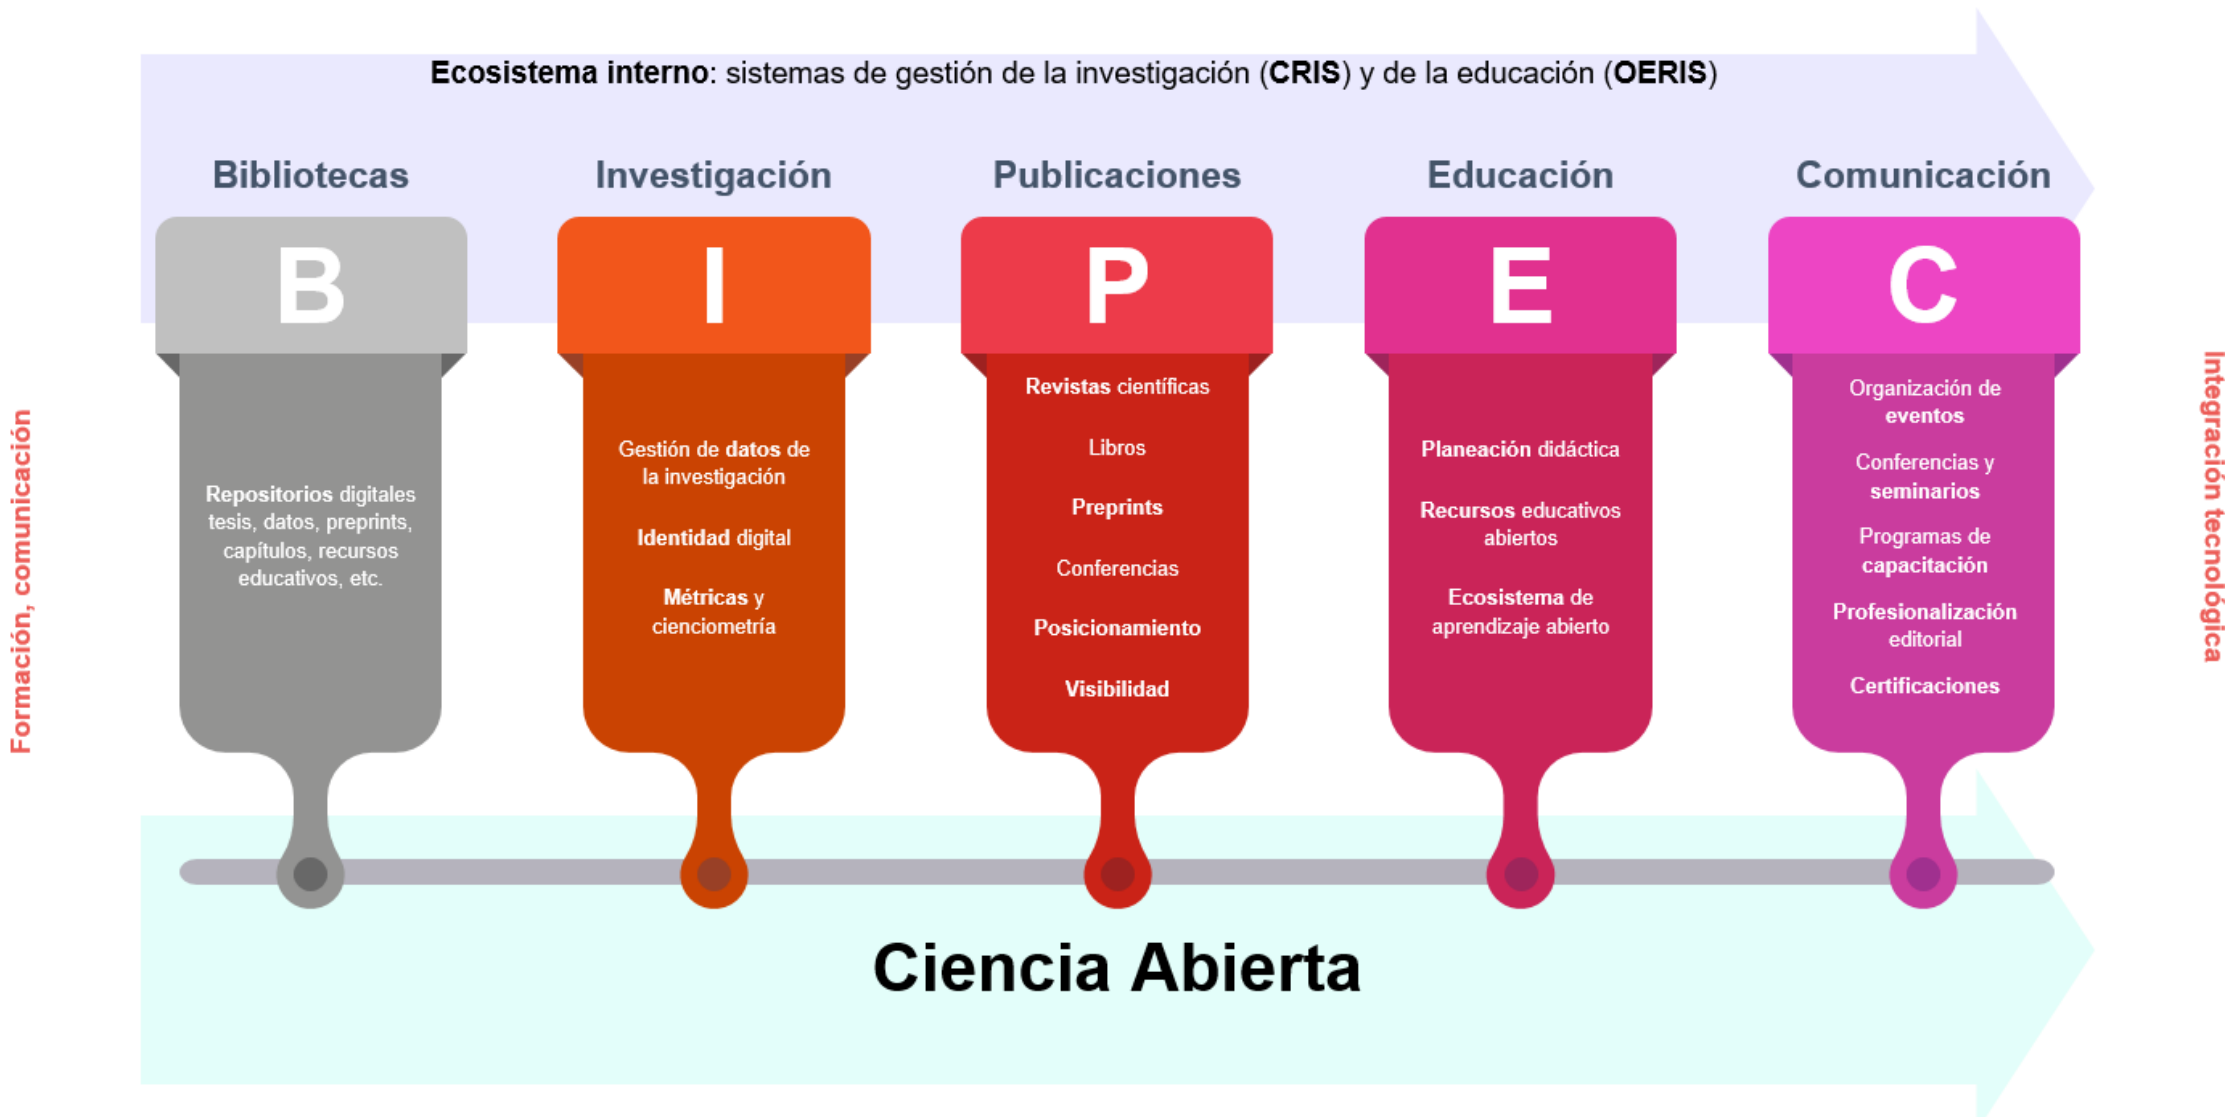 Ecosistema interno: sistemas de gestión de la investigación (CRIS) y de la educación (OERIS)
Bibliotecas
B
Repositorios digitales
tesis, datos, preprints,
capítulos, recursos
educativos, etc.
Investigación
I
Gestión de datos de
la investigación
Identidad digital
Métricas y
cienciometría
Publicaciones
P
Revistas científicas
Libros
Preprints
Conferencias
Posicionamiento
Visibilidad
Educación
E
Planeación didáctica
Recursos educativos
abiertos
Ecosistema de
aprendizaje abierto
Comunicación
C
Organización de
eventos
Conferencias y
seminarios
Programas de
capacitación
Profesionalización
editorial
Certificaciones
Formación, comunicación
Integración tecnológica
Ciencia Abierta